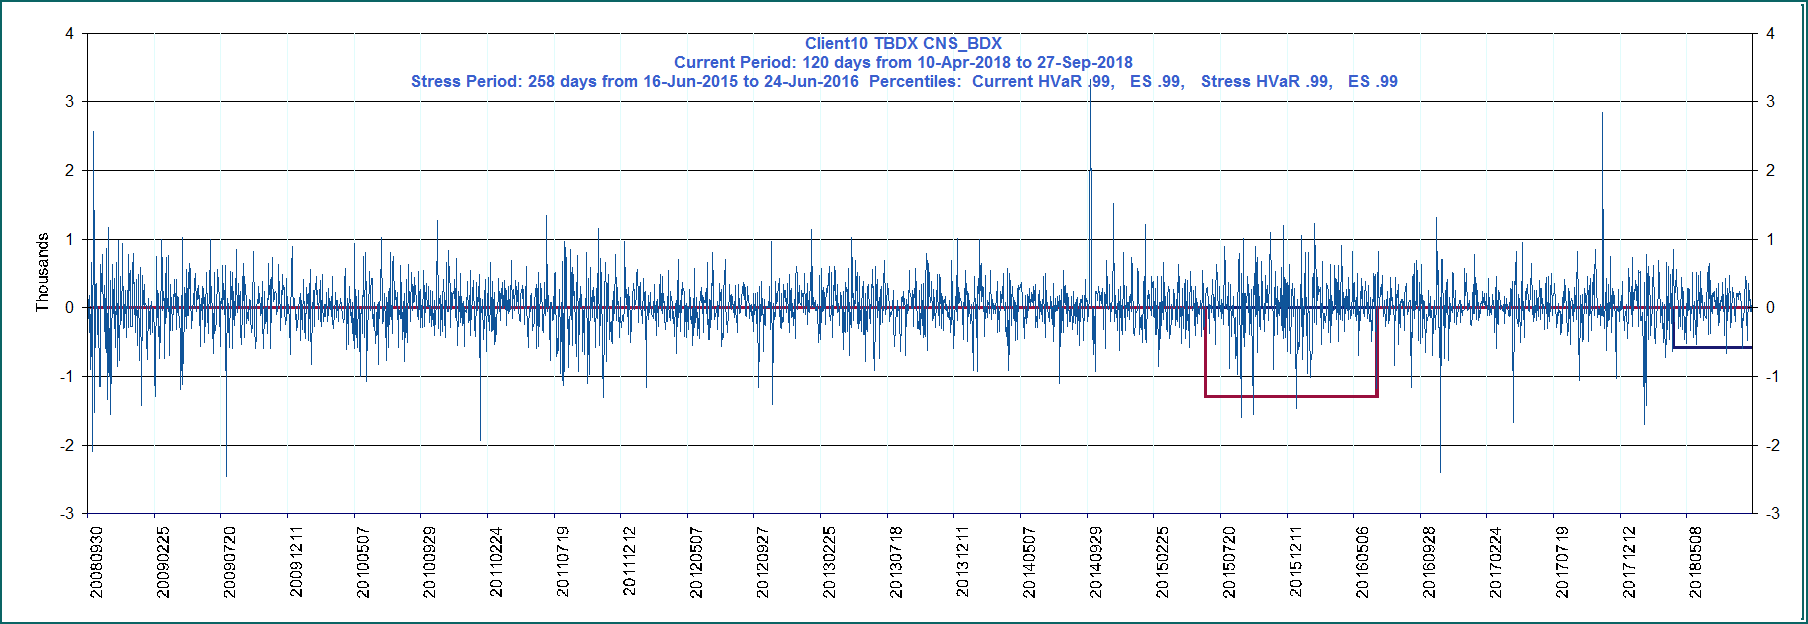 Client10 TBDX CNS_BDX
Current Period: 120 days from 10-Apr-2018 to 27-Sep-2018
Stress Period: 258 days from 16-Jun-2015 to 24-Jun-2016 Percentiles: Current HVaR .99, ES .99, Stress HVaR .99, ES .99
4 4
3 3
2 2
1 1
Thousands
0 0
-1 -1
-2 -2
-3 -3
20080930 20090225 20090720 20091211 20100507 20100929 20110224 20110719 20111212 20120507 20120927 20130225 20130718 20131211 20140507 20140929 20150225 20150720 20151211 20160506 20160928 20170224 20170719 20171212 20180508